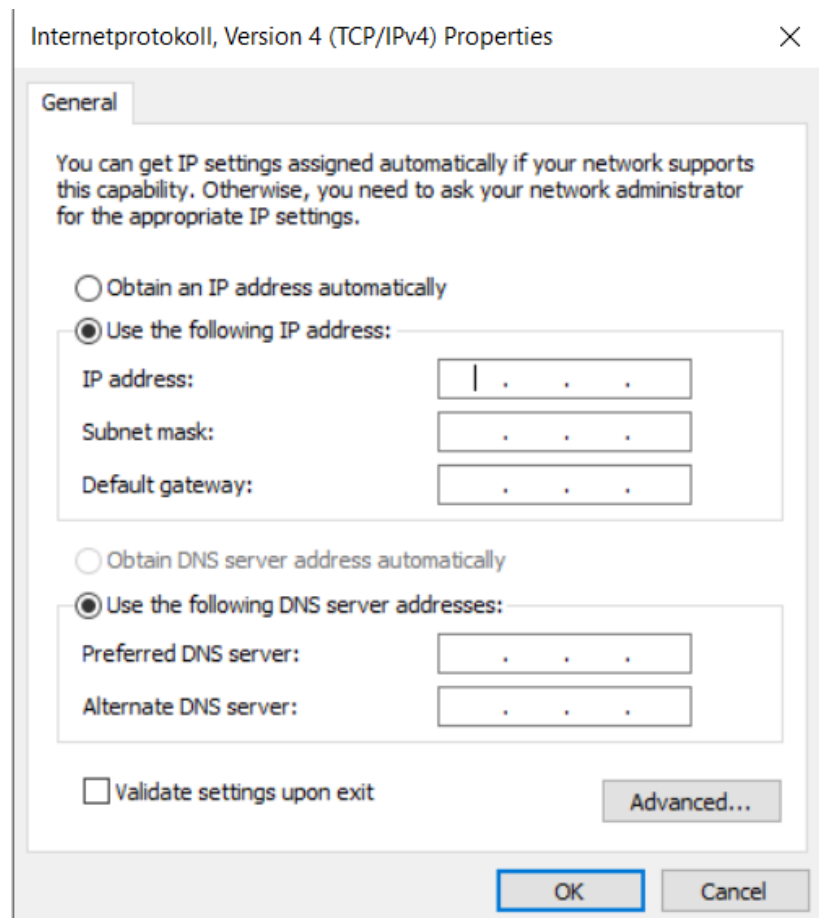 Internetprotokoll, Version 4 (TCP/IPv4) Properties
General
You can get IP settings assigned automatically if your network supports
this capability. Otherwise, you need to ask your network administrator
for the appropriate IP settings.
Obtain an IP address automatically
Use the following IP address:
IP address:
Subnet mask:
Default gateway:
Obtain DNS server address automatically
Use the following DNS server addresses:
Preferred DNS server:
Alternate DNS server:
Validate settings upon exit
Advanced...
OK
Cancel